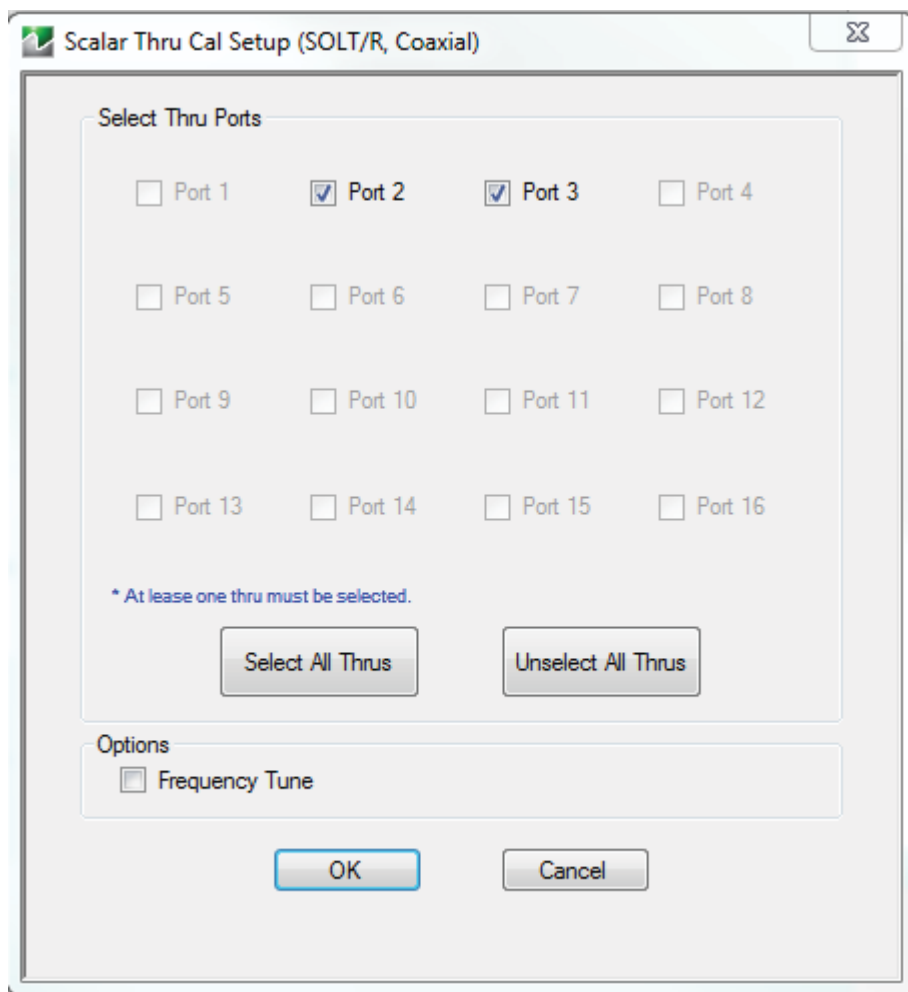 Scalar Thru Cal Setup (SOLT/R, Coaxial)
Select Thru Ports
Port 1 Port 2 Port 3 Port 4
Port 5 Port 6 Port 7 Port 8
Port 9 Port 10 Port 11 Port 12
Port 13 Port 14 Port 15 Port 16
* At lease one thru must be selected.
Select All Thrus Unselect All Thrus
Options
Frequency Tune
OK Cancel